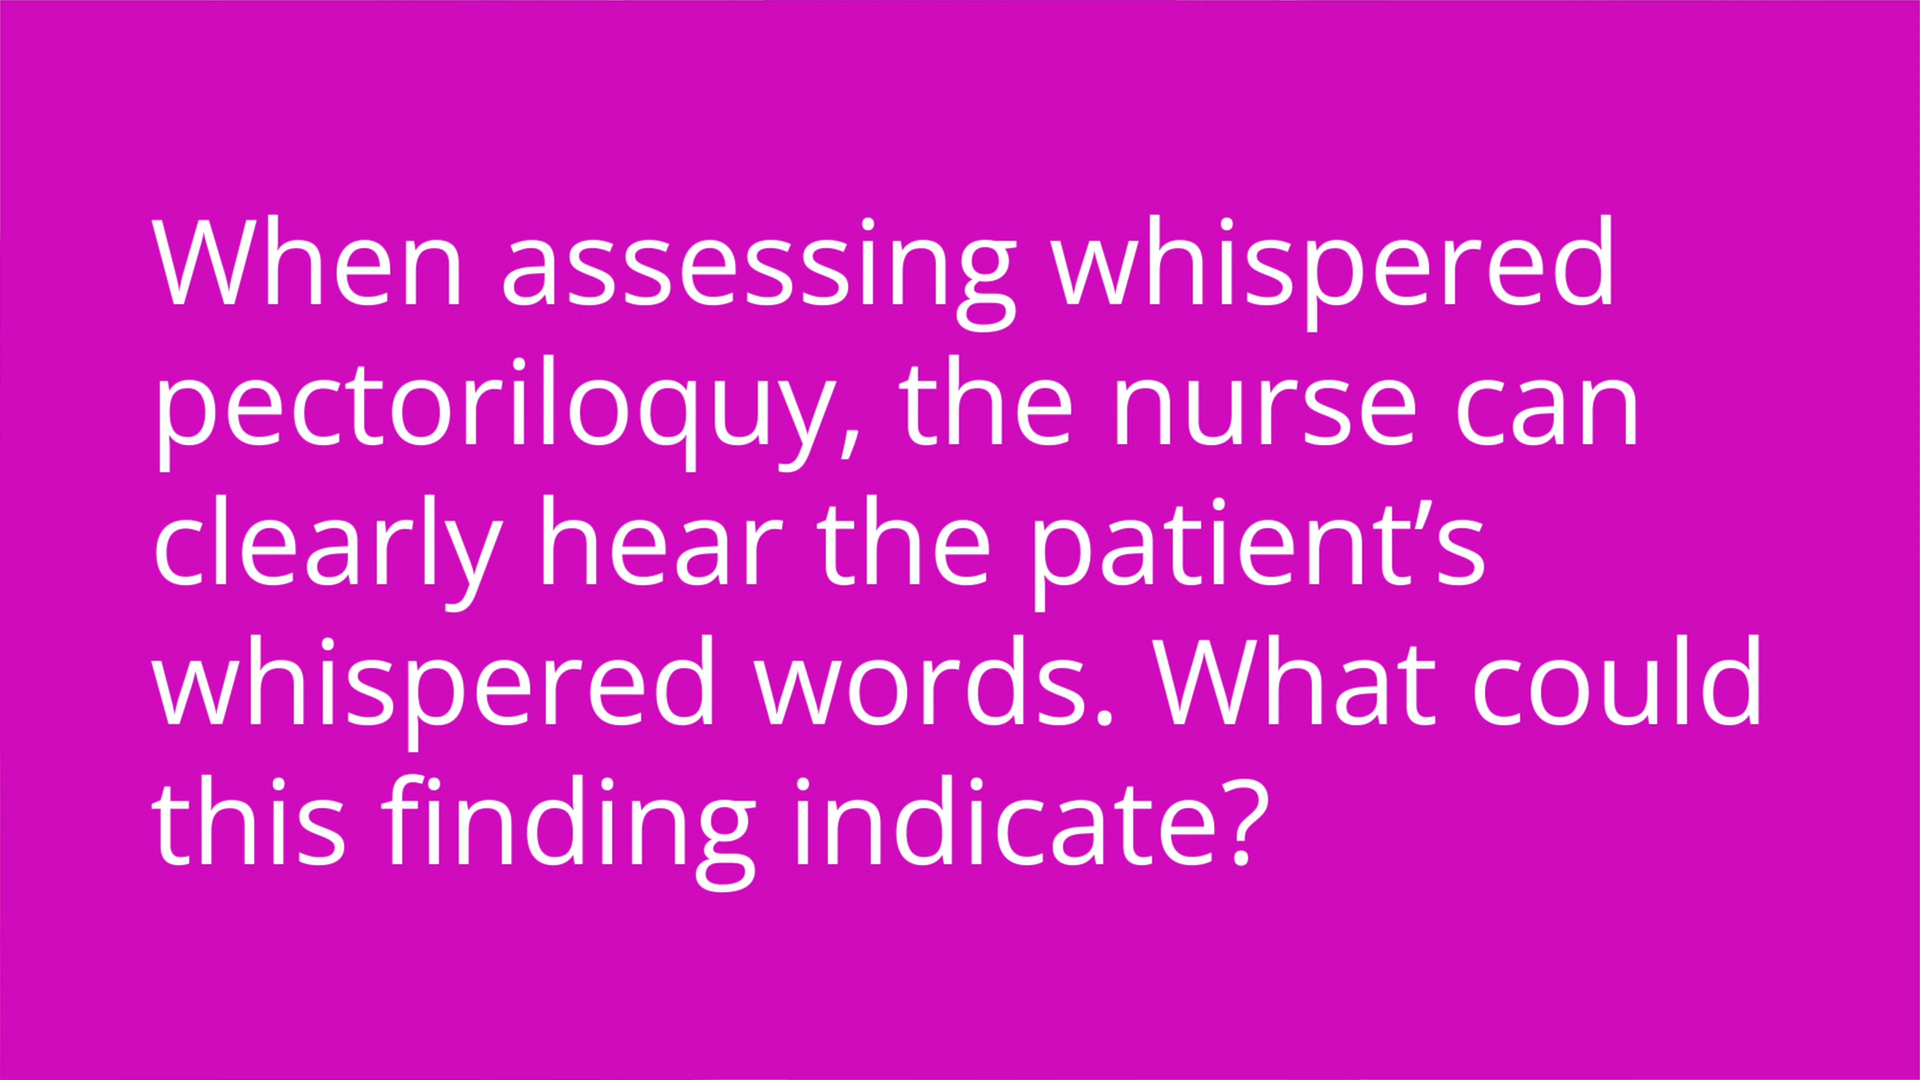 When assessing whispered
pectoriloquy, the nurse can
clearly hear the patient’s
whispered words. What could
this finding indicate?